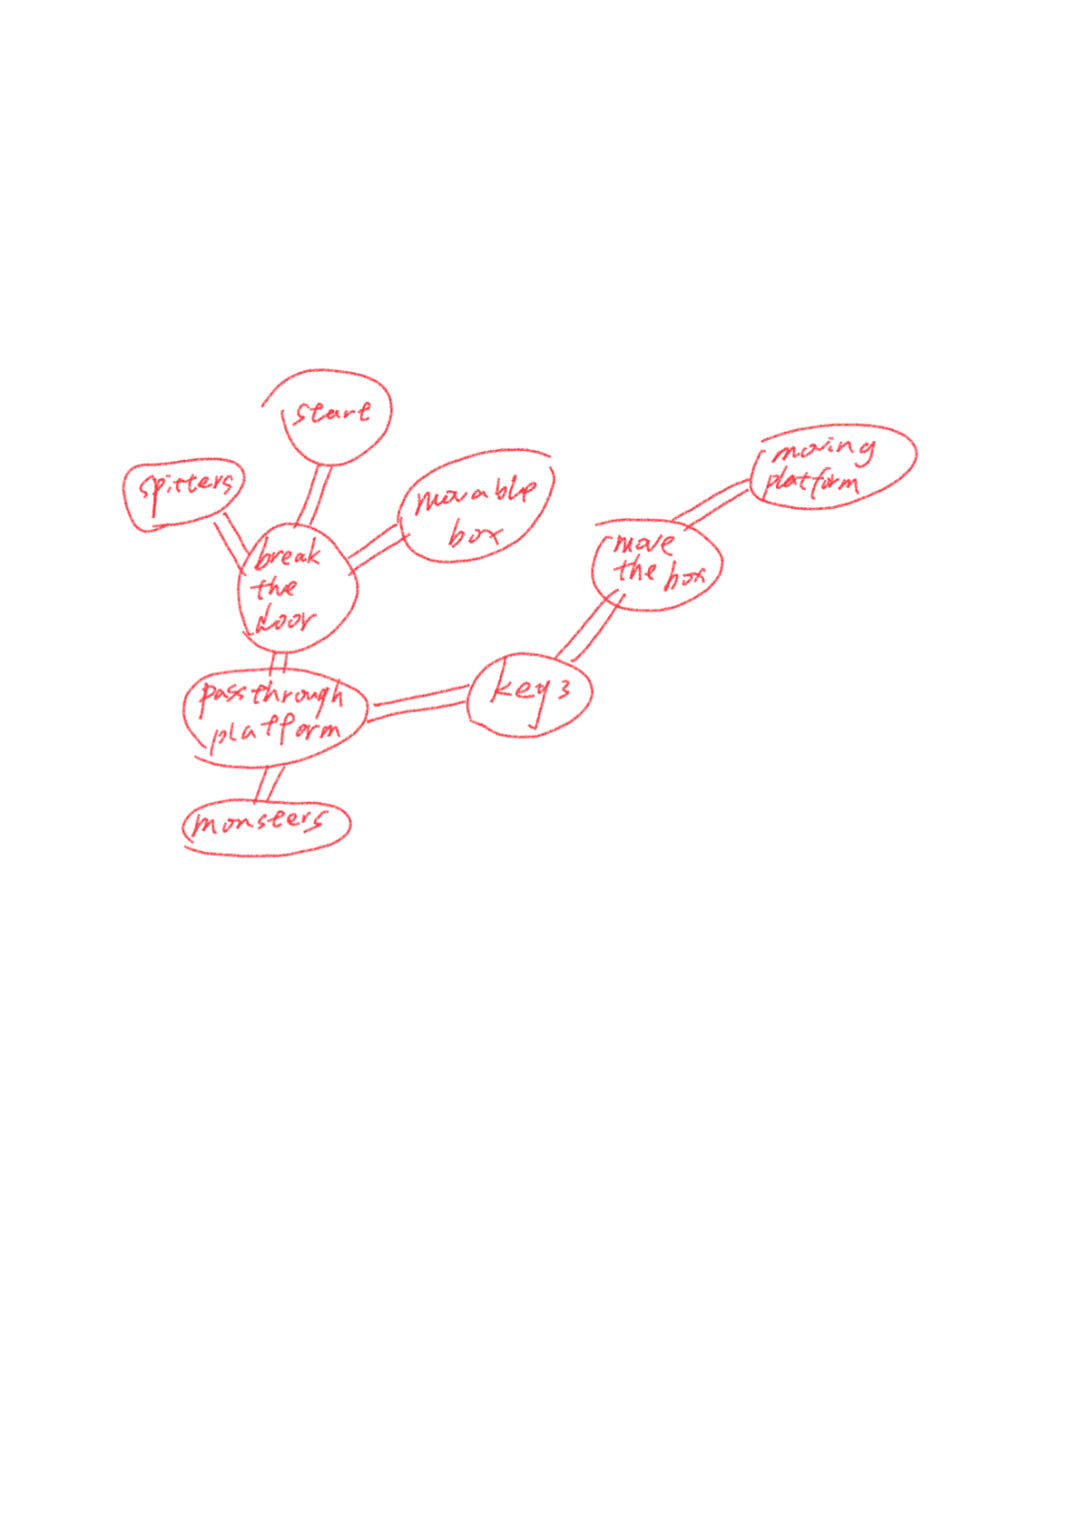 start
spitters
movable
box
break
the
door
moving
platform
move
the box
passthrough
platform
key3
monsters